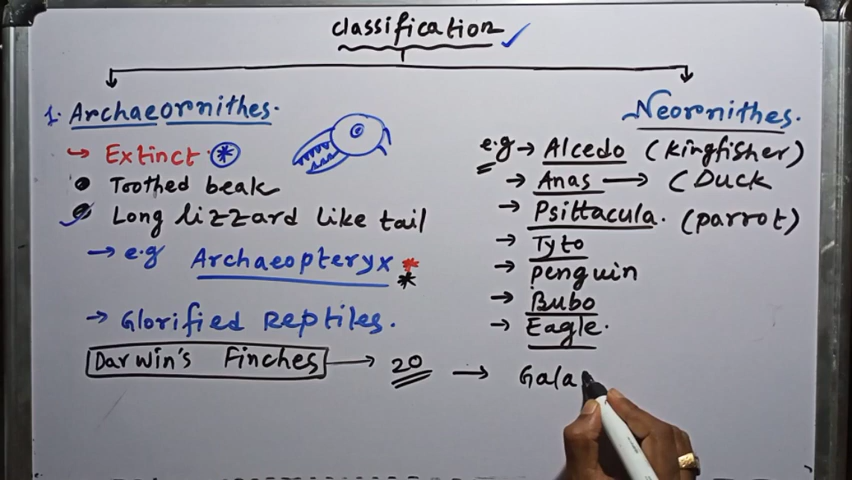 classification
1. Archaeornithes.
→ Extinct. *
• Toothed beak
• Long lizzard like tail
→ e.g Archaeopteryx * *
→ Glorified Reptiles.
Neornithes.
e.g → Alcedo (kingfisher)
→ Anas → (Duck
→ Psittacula. (parrot)
→ Tyto
→ penguin
→ Bubo
→ Eagle.
Darwin's Finches → 20 → Gala